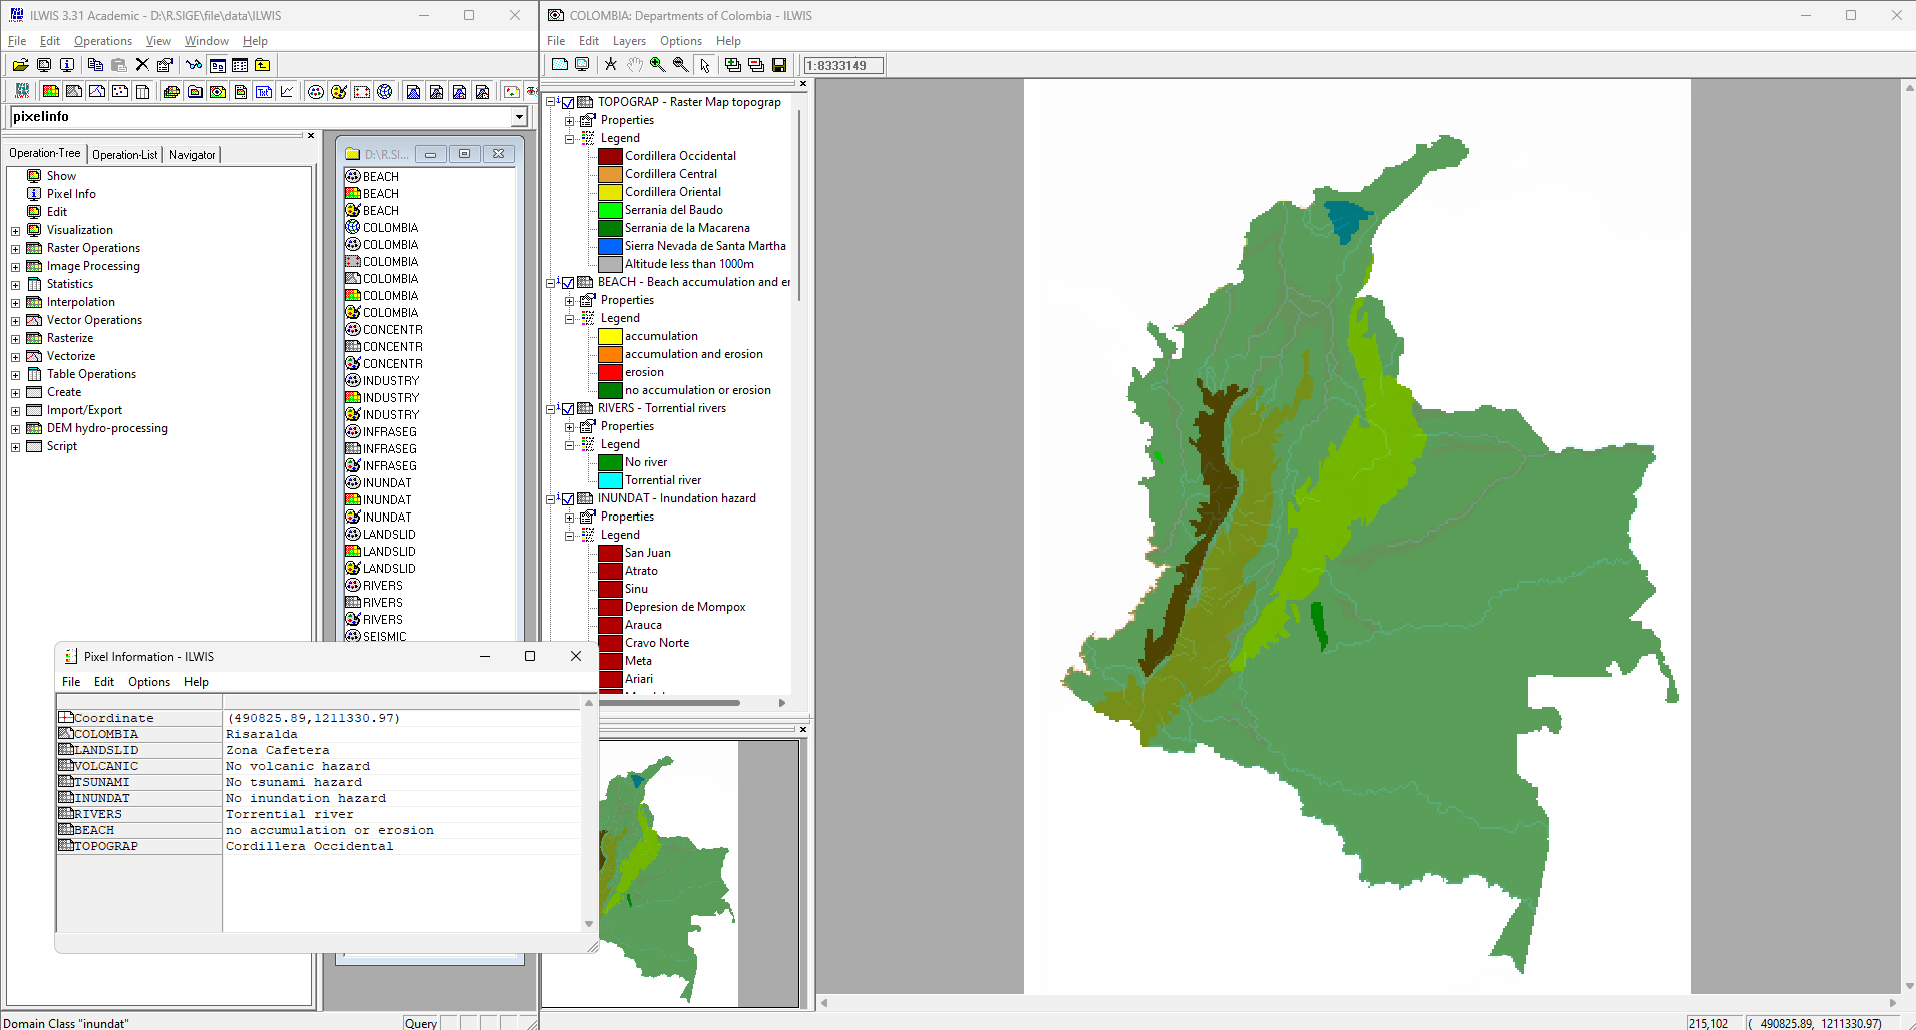 ILWIS 3.31 Academic - D:\R.SIGE\file\data\ILWIS
File Edit Operations View Window Help
pixelinfo
Operation-Tree Operation-List Navigator
Show
Pixel Info
Edit
Visualization
Raster Operations
Image Processing
Statistics
Interpolation
Vector Operations
Rasterize
Vectorize
Table Operations
Create
Import/Export
DEM hydro-processing
Script
D:\R.SI...
BEACH
BEACH
BEACH
COLOMBIA
COLOMBIA
COLOMBIA
COLOMBIA
COLOMBIA
COLOMBIA
CONCENTR
CONCENTR
CONCENTR
INDUSTRY
INDUSTRY
INDUSTRY
INFRASEG
INFRASEG
INFRASEG
INUNDAT
INUNDAT
INUNDAT
LANDSLID
LANDSLID
LANDSLID
RIVERS
RIVERS
RIVERS
SEISMIC
COLOMBIA: Departments of Colombia - ILWIS
File Edit Layers Options Help
1:8333149
TOPOGRAP - Raster Map topograp
Properties
Legend
Cordillera Occidental
Cordillera Central
Cordillera Oriental
Serrania del Baudo
Serrania de la Macarena
Sierra Nevada de Santa Martha
Altitude less than 1000m
BEACH - Beach accumulation and er
Properties
Legend
accumulation
accumulation and erosion
erosion
no accumulation or erosion
RIVERS - Torrential rivers
Properties
Legend
No river
Torrential river
INUNDAT - Inundation hazard
Properties
Legend
San Juan
Atrato
Sinu
Depresion de Mompox
Arauca
Cravo Norte
Meta
Ariari
Pixel Information - ILWIS
File Edit Options Help
Coordinate (490825.89,1211330.97)
COLOMBIA Risaralda
LANDSLID Zona Cafetera
VOLCANIC No volcanic hazard
TSUNAMI No tsunami hazard
INUNDAT No inundation hazard
RIVERS Torrential river
BEACH no accumulation or erosion
TOPOGRAP Cordillera Occidental
Domain Class "inundat"
Query
215,102 ( 490825.89, 1211330.97)